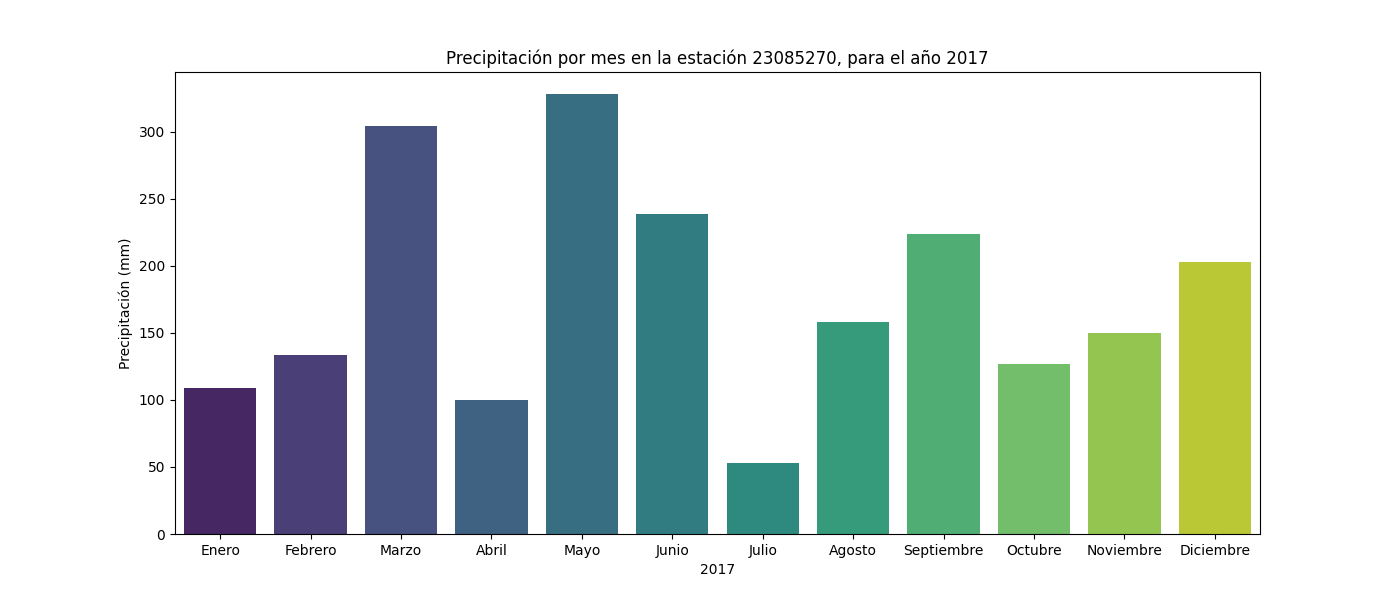 Precipitación por mes en la estación 23085270, para el año 2017
Precipitación (mm)
300
250
200
150
100
50
0
Enero Febrero Marzo Abril Mayo Junio Julio Agosto Septiembre Octubre Noviembre Diciembre
2017